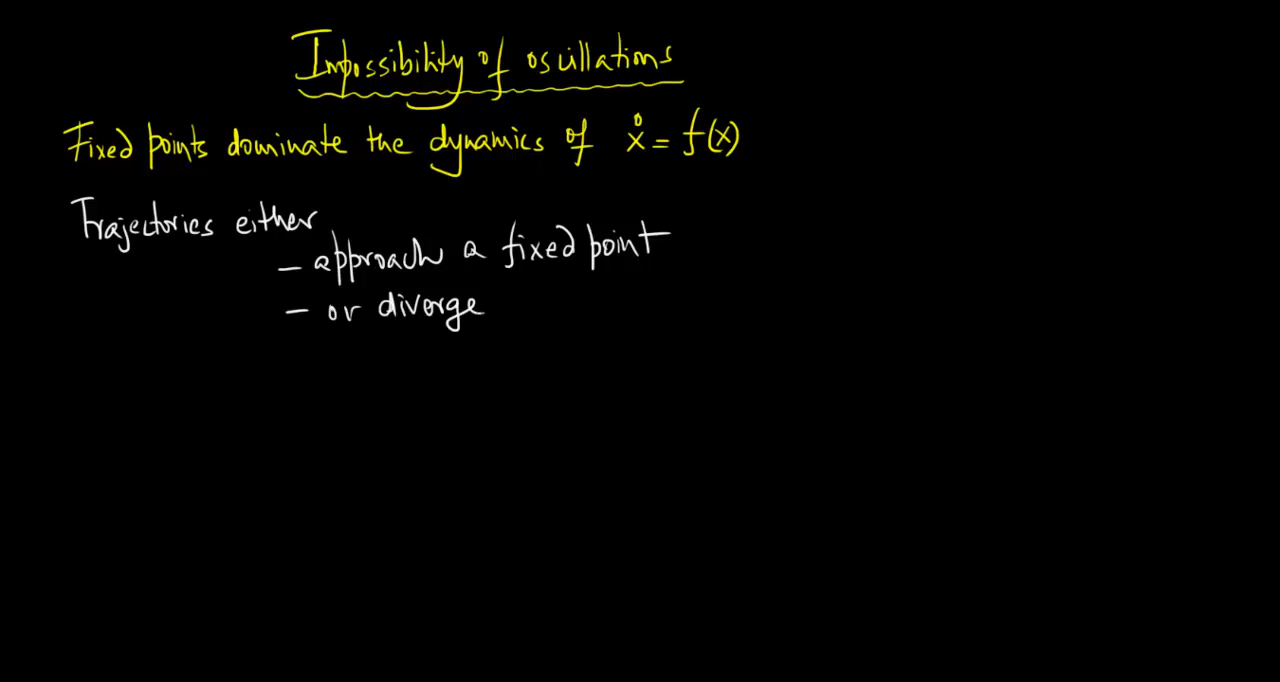 Impossibility of oscillations
Fixed points dominate the dynamics of ẋ = f(x)
Trajectories either
- approach a fixed point
- or diverge